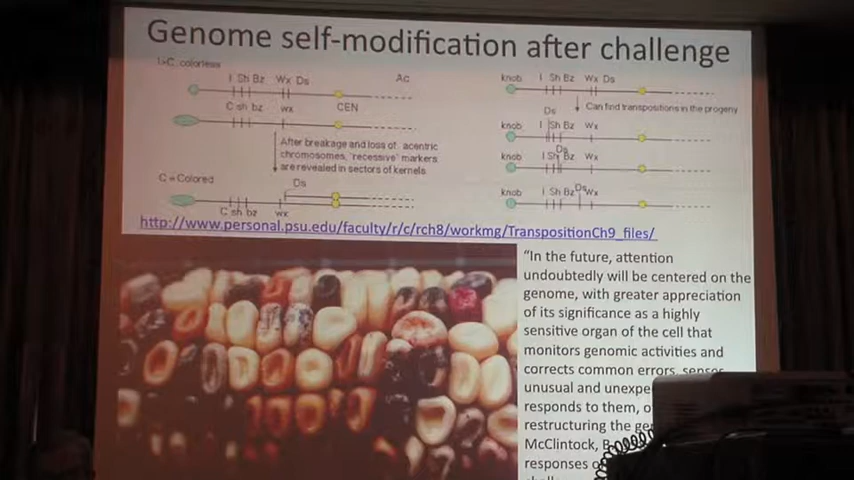 Genome self-modification after challenge
I>C colorless
I Sh Bz Wx Ds Ac
C sh bz wx CEN
After breakage and loss of acentric
chromosomes, "recessive" markers
are revealed in sectors of kernels
C = Colored
Ds
C sh bz wx
knob I Sh Bz Wx Ds
Can find transpositions in the progeny
Ds
knob I Sh Bz Wx
Ds
knob I Sh Bz Wx
knob I Sh Bz Ds Wx
http://www.personal.psu.edu/faculty/r/c/rch8/workmg/TranspositionCh9_files/
“In the future, attention
undoubtedly will be centered on the
genome, with greater appreciation
of its significance as a highly
sensitive organ of the cell that
monitors genomic activities and
corrects common errors, senses
unusual and
responds to them,
restructuring the
McClintock, B
responses